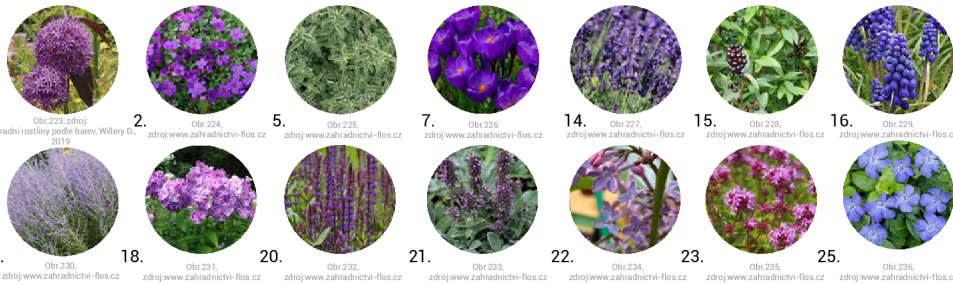 Obr.223, zdroj:
radní rostliny podle barev, Willery D.,
2019
2.
Obr.224,
zdroj:www.zahradnictvi-flos.cz
5.
Obr.225,
zdroj:www.zahradnictvi-flos.cz
7.
Obr.226
zdroj:www.zahradnictvi-flos.cz
14.
Obr.227,
zdroj:www.zahradnictvi-flos.cz
15.
Obr.228,
zdroj:www.zahradnictvi-flos.cz
16.
Obr.229,
zdroj:www.zahradnictvi-flos.cz
.
Obr.230,
zdroj:www.zahradnictvi-flos.cz
18.
Obr.231,
zdroj:www.zahradnictvi-flos.cz
20.
Obr.232,
zdroj:www.zahradnictvi-flos.cz
21.
Obr.233,
zdroj:www.zahradnictvi-flos.cz
22.
Obr.234,
zdroj:www.zahradnictvi-flos.cz
23.
Obr.235,
zdroj:www.zahradnictvi-flos.cz
25.
Obr.236,
zdroj:www.zahradnictvi-flos.cz